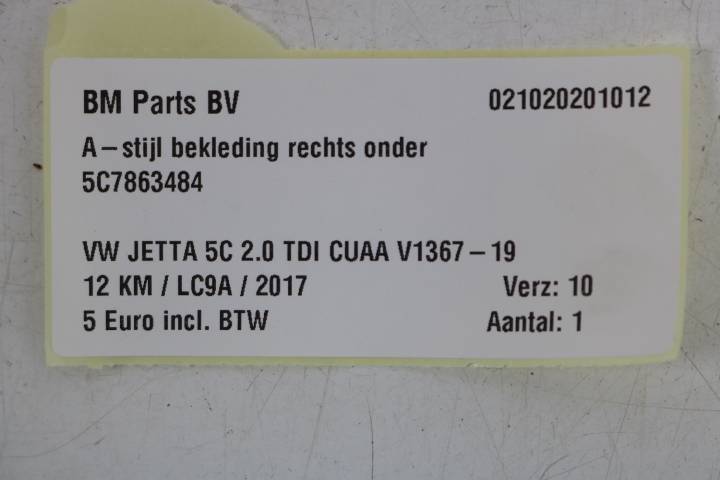 BM Parts BV 021020201012
A-stijl bekleding rechts onder
5C7863484
VW JETTA 5C 2.0 TDI CUAA V1367-19
12 KM / LC9A / 2017 Verz: 10
5 Euro incl. BTW Aantal: 1